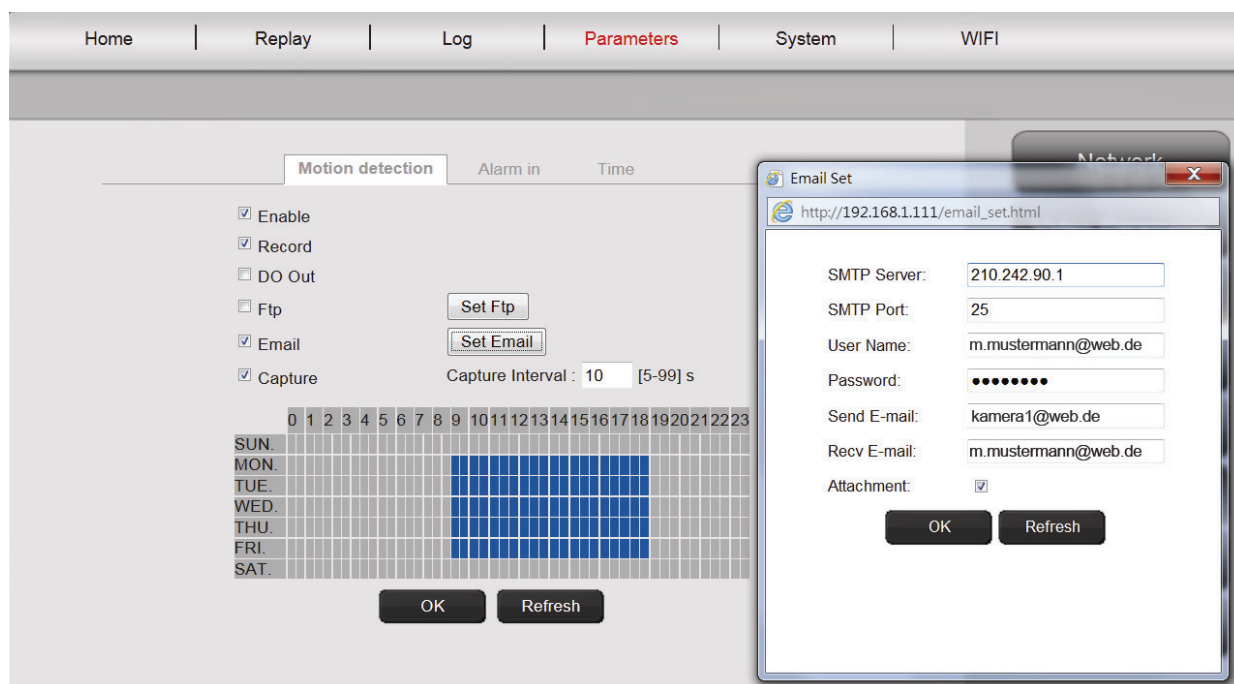 Home Replay Log Parameters System WIFI
Network
Motion detection Alarm in Time
Enable
Record
DO Out
Ftp Set Ftp
Email Set Email
Capture Capture Interval : 10 [5-99] s
0 1 2 3 4 5 6 7 8 9 10 11 12 13 14 15 16 17 18 19 20 21 22 23
SUN.
MON.
TUE.
WED.
THU.
FRI.
SAT.
OK Refresh
Email Set
X
http://192.168.1.111/email_set.html
SMTP Server: 210.242.90.1
SMTP Port: 25
User Name: m.mustermann@web.de
Password: ●●●●●●●●
Send E-mail: kamera1@web.de
Recv E-mail: m.mustermann@web.de
Attachment:
OK Refresh